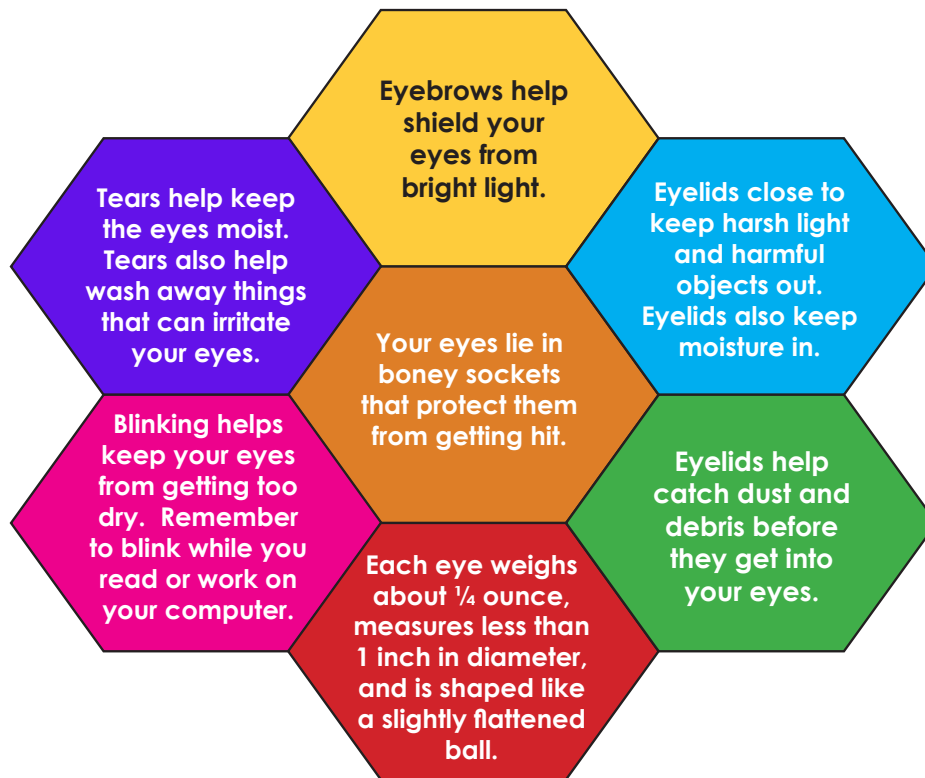 Eyebrows help
shield your
eyes from
bright light.
Tears help keep
the eyes moist.
Tears also help
wash away things
that can irritate
your eyes.
Eyelids close to
keep harsh light
and harmful
objects out.
Eyelids also keep
moisture in.
Your eyes lie in
boney sockets
that protect them
from getting hit.
Blinking helps
keep your eyes
from getting too
dry.  Remember
to blink while you
read or work on
your computer.
Eyelids help
catch dust and
debris before
they get into
your eyes.
Each eye weighs
about ¼ ounce,
measures less than
1 inch in diameter,
and is shaped like
a slightly flattened
ball.